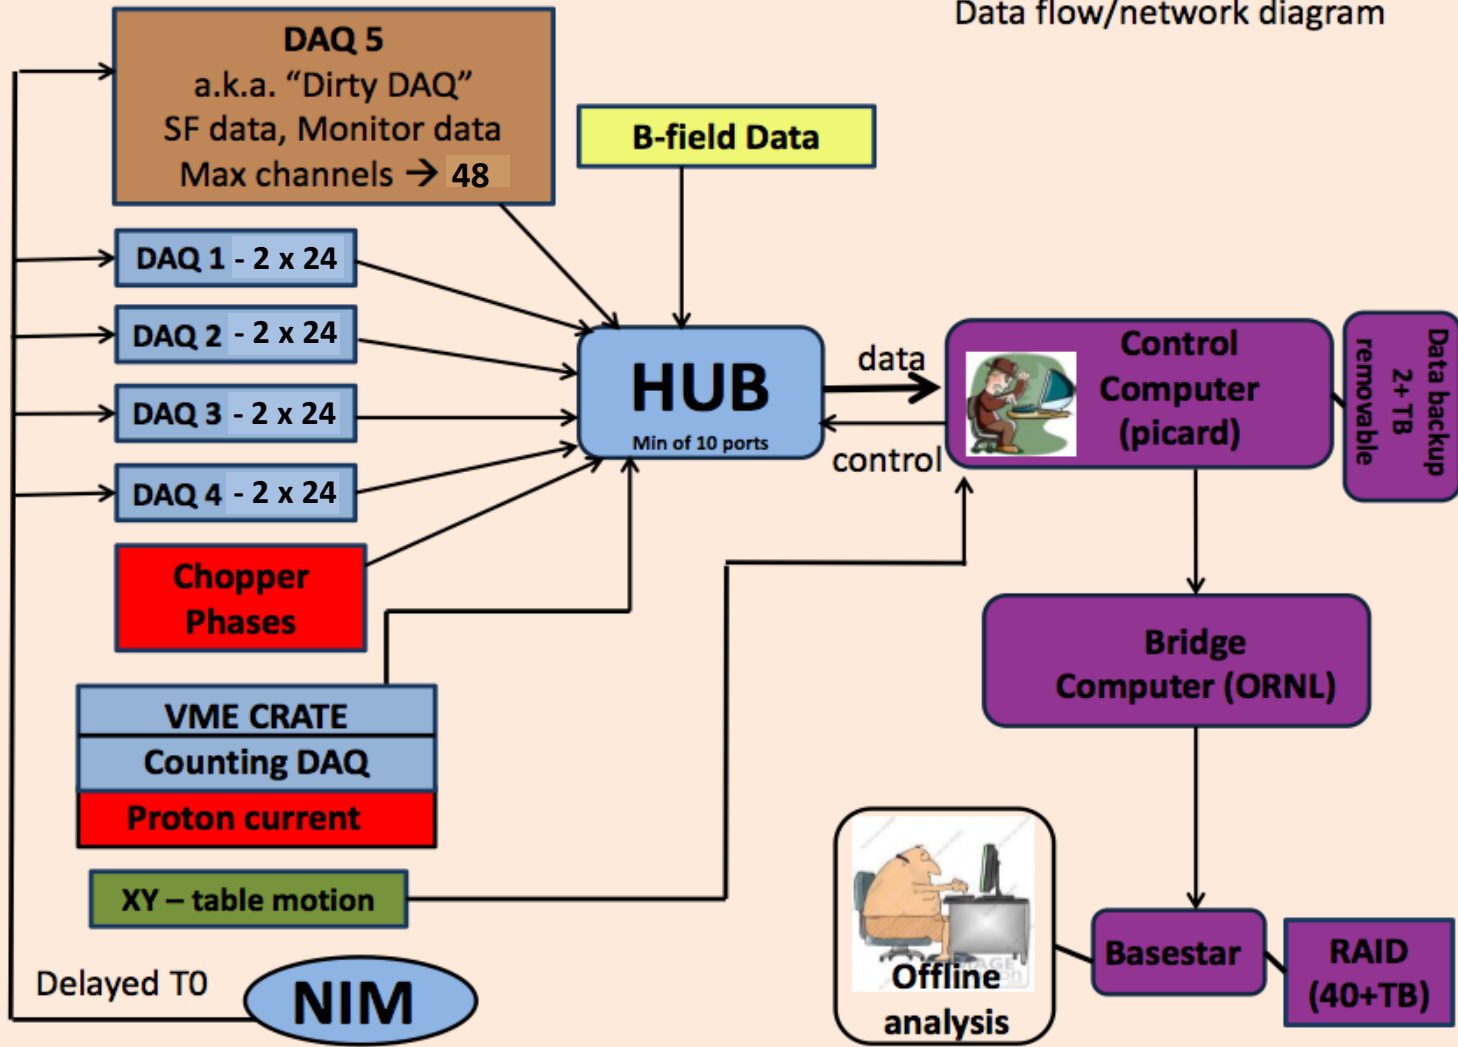 Data flow/network diagram
DAQ 5
a.k.a. “Dirty DAQ”
SF data, Monitor data
Max channels → 48
B-field Data
DAQ 1 - 2 x 24
DAQ 2 - 2 x 24
DAQ 3 - 2 x 24
DAQ 4 - 2 x 24
HUB
Min of 10 ports
data
control
Control
Computer
(picard)
Data backup
2+ TB
removable
Chopper
Phases
Bridge
Computer (ORNL)
VME CRATE
Counting DAQ
Proton current
XY – table motion
Delayed T0
NIM
Offline
analysis
Basestar
RAID
(40+TB)